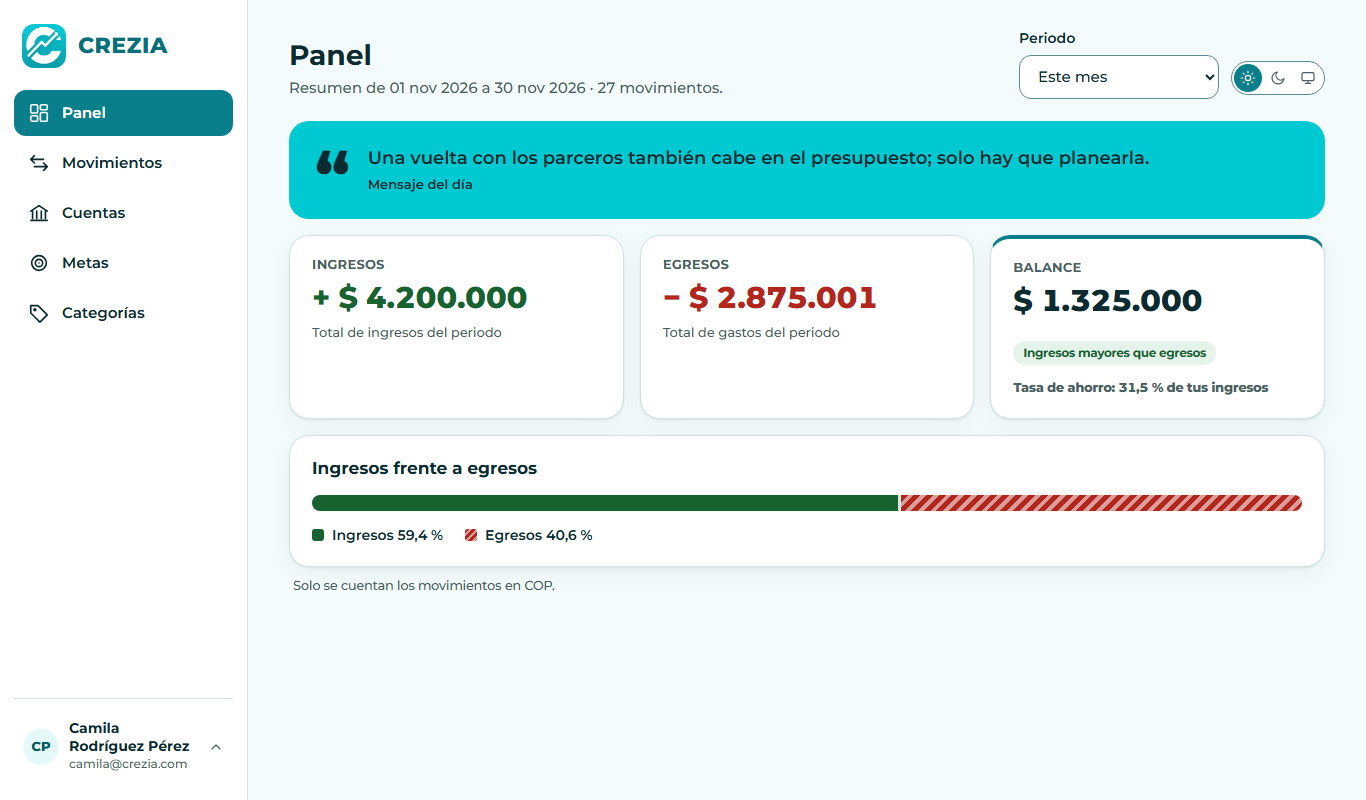 CREZIA
Panel
Movimientos
Cuentas
Metas
Categorías
Camila
Rodríguez Pérez
CP
camila@crezia.com
Panel
Resumen de 01 nov 2026 a 30 nov 2026 · 27 movimientos.
Periodo
Este mes
Una vuelta con los parceros también cabe en el presupuesto; solo hay que planearla.
Mensaje del día
INGRESOS
+ $ 4.200.000
Total de ingresos del periodo
EGRESOS
− $ 2.875.001
Total de gastos del periodo
BALANCE
$ 1.325.000
Ingresos mayores que egresos
Tasa de ahorro: 31,5 % de tus ingresos
Ingresos frente a egresos
Ingresos 59,4 %
Egresos 40,6 %
Solo se cuentan los movimientos en COP.